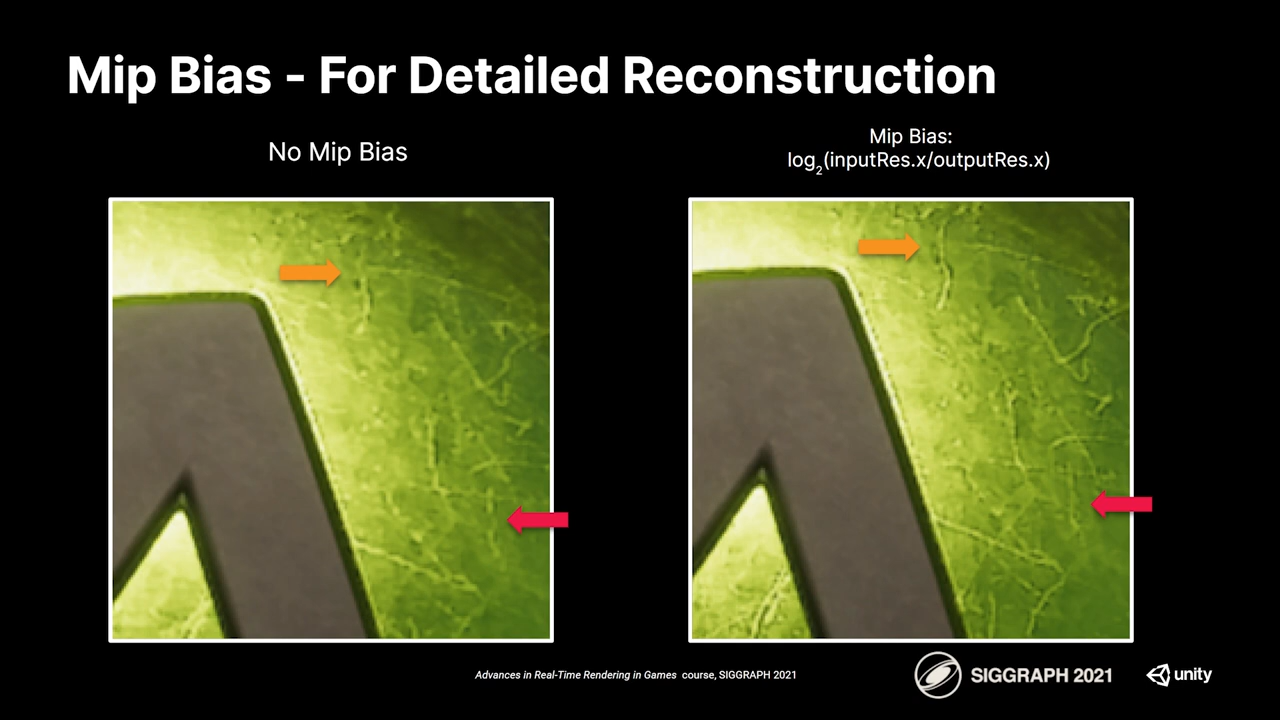 Mip Bias - For Detailed Reconstruction
No Mip Bias
Mip Bias:
log2(inputRes.x/outputRes.x)
Advances in Real-Time Rendering in Games course, SIGGRAPH 2021
SIGGRAPH 2021
unity